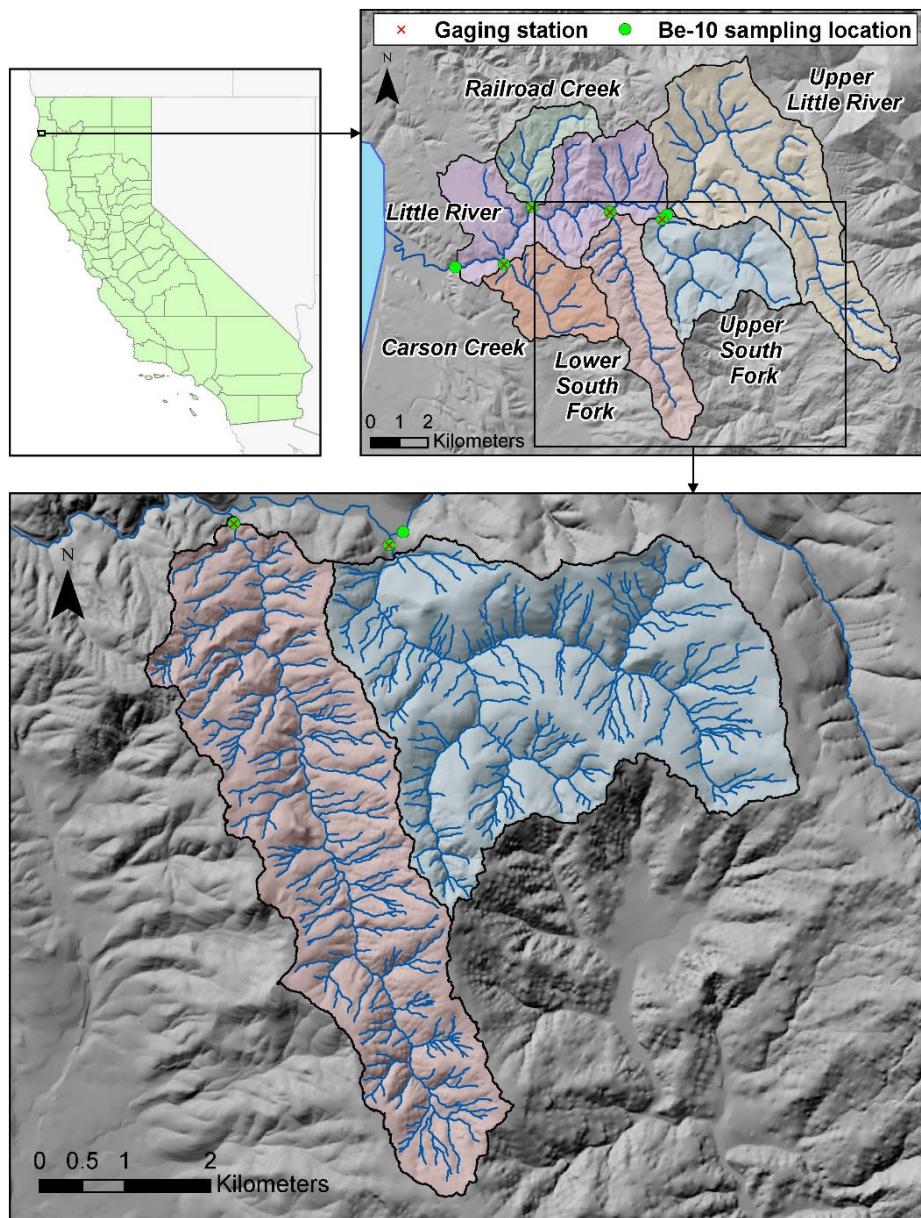 Gaging station
Be-10 sampling location
N
Railroad Creek
Upper
Little River
Little River
Carson Creek
Lower
South
Fork
Upper
South
Fork
0 1 2
Kilometers
N
0 0.5 1 2
Kilometers